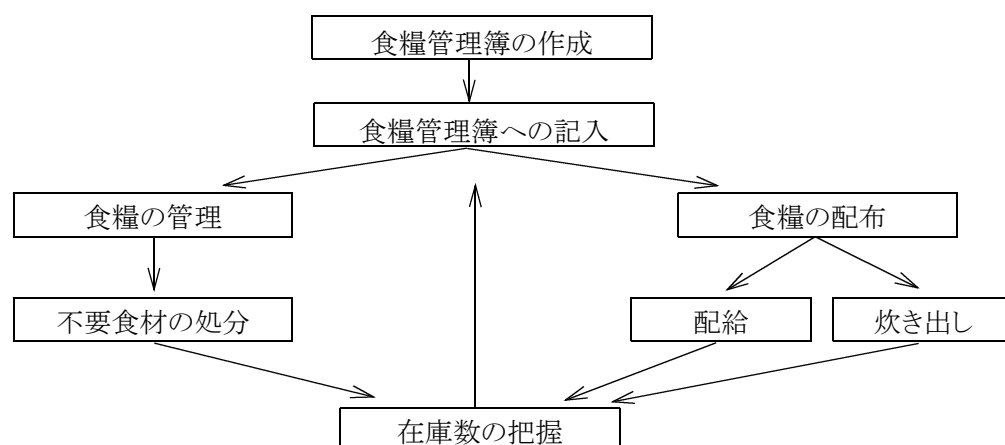 食糧管理簿の作成
食糧管理簿への記入
食糧の管理
食糧の配布
不要食材の処分
配給
炊き出し
在庫数の把握